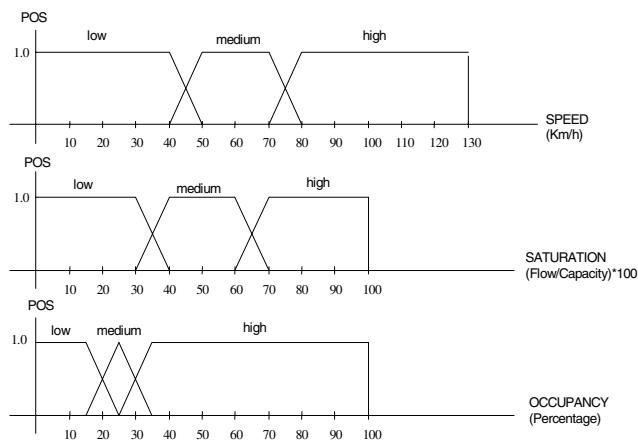 POS
low
medium
high
1.0
10 20 30 40 50 60 70 80 90 100 110 120 130
SPEED
(Km/h)
POS
low
medium
high
1.0
10 20 30 40 50 60 70 80 90 100
SATURATION
(Flow/Capacity)*100
POS
low
medium
high
1.0
10 20 30 40 50 60 70 80 90 100
OCCUPANCY
(Percentage)